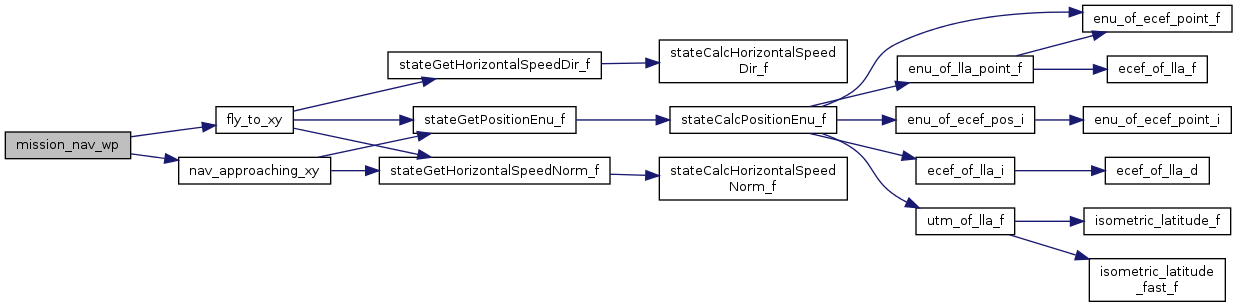 mission_nav_wp
fly_to_xy
nav_approaching_xy
stateGetHorizontalSpeedDir_f
stateGetPositionEnu_f
stateGetHorizontalSpeedNorm_f
stateCalcHorizontalSpeed
Dir_f
stateCalcPositionEnu_f
stateCalcHorizontalSpeed
Norm_f
enu_of_lla_point_f
enu_of_ecef_pos_i
ecef_of_lla_i
utm_of_lla_f
enu_of_ecef_point_f
ecef_of_lla_f
enu_of_ecef_point_i
ecef_of_lla_d
isometric_latitude_f
isometric_latitude
_fast_f